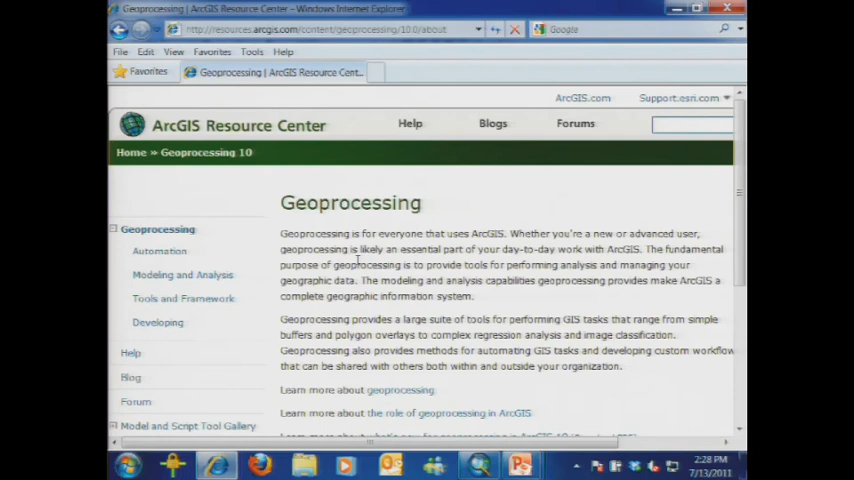 Geoprocessing | ArcGIS Resource Center - Windows Internet Explorer
http://resources.arcgis.com/content/geoprocessing/10.0/about
Google
File Edit View Favorites Tools Help
Favorites Geoprocessing | ArcGIS Resource Cent...
ArcGIS.com Support.esri.com
ArcGIS Resource Center Help Blogs Forums
Home » Geoprocessing 10
Geoprocessing
Automation
Modeling and Analysis
Tools and Framework
Developing
Help
Blog
Forum
Model and Script Tool Gallery
Geoprocessing
Geoprocessing is for everyone that uses ArcGIS. Whether you're a new or advanced user,
geoprocessing is likely an essential part of your day-to-day work with ArcGIS. The fundamental
purpose of geoprocessing is to provide tools for performing analysis and managing your
geographic data. The modeling and analysis capabilities geoprocessing provides make ArcGIS a
complete geographic information system.
Geoprocessing provides a large suite of tools for performing GIS tasks that range from simple
buffers and polygon overlays to complex regression analysis and image classification.
Geoprocessing also provides methods for automating GIS tasks and developing custom workflow
that can be shared with others both within and outside your organization.
Learn more about geoprocessing.
Learn more about the role of geoprocessing in ArcGIS
2:28 PM
7/13/2011